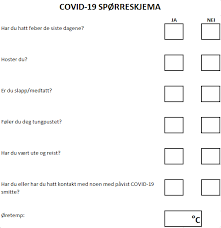 COVID-19 SPØRRESKJEMA
JA NEI
Har du hatt feber de siste dagene?
Hoster du?
Er du slapp/medtatt?
Føler du deg tungpustet?
Har du vært ute og reist?
Har du eller har du hatt kontakt med noen med påvist COVID-19
smitte?
Øretemp: °C